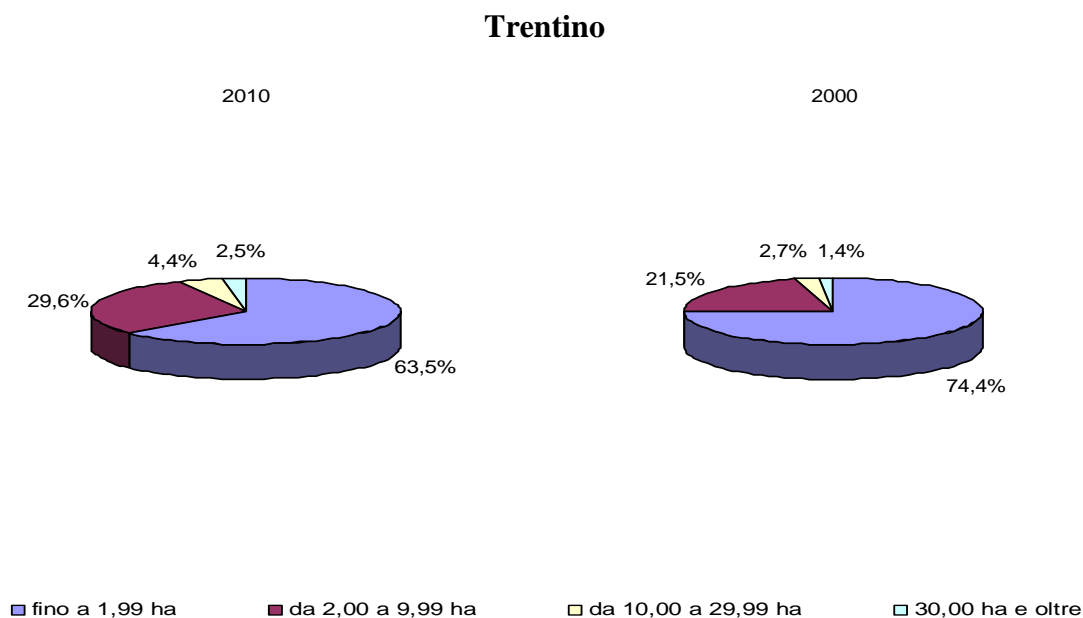 Trentino
2010
2000
4,4%
2,5%
29,6%
63,5%
2,7%
1,4%
21,5%
74,4%
fino a 1,99 ha
da 2,00 a 9,99 ha
da 10,00 a 29,99 ha
30,00 ha e oltre